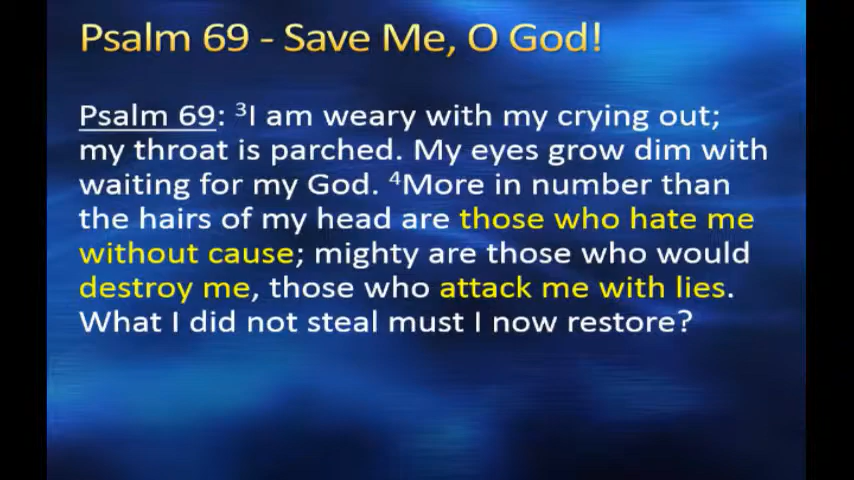 Psalm 69 - Save Me, O God!
Psalm 69: ³I am weary with my crying out;
my throat is parched. My eyes grow dim with
waiting for my God. ⁴More in number than
the hairs of my head are those who hate me
without cause; mighty are those who would
destroy me, those who attack me with lies.
What I did not steal must I now restore?